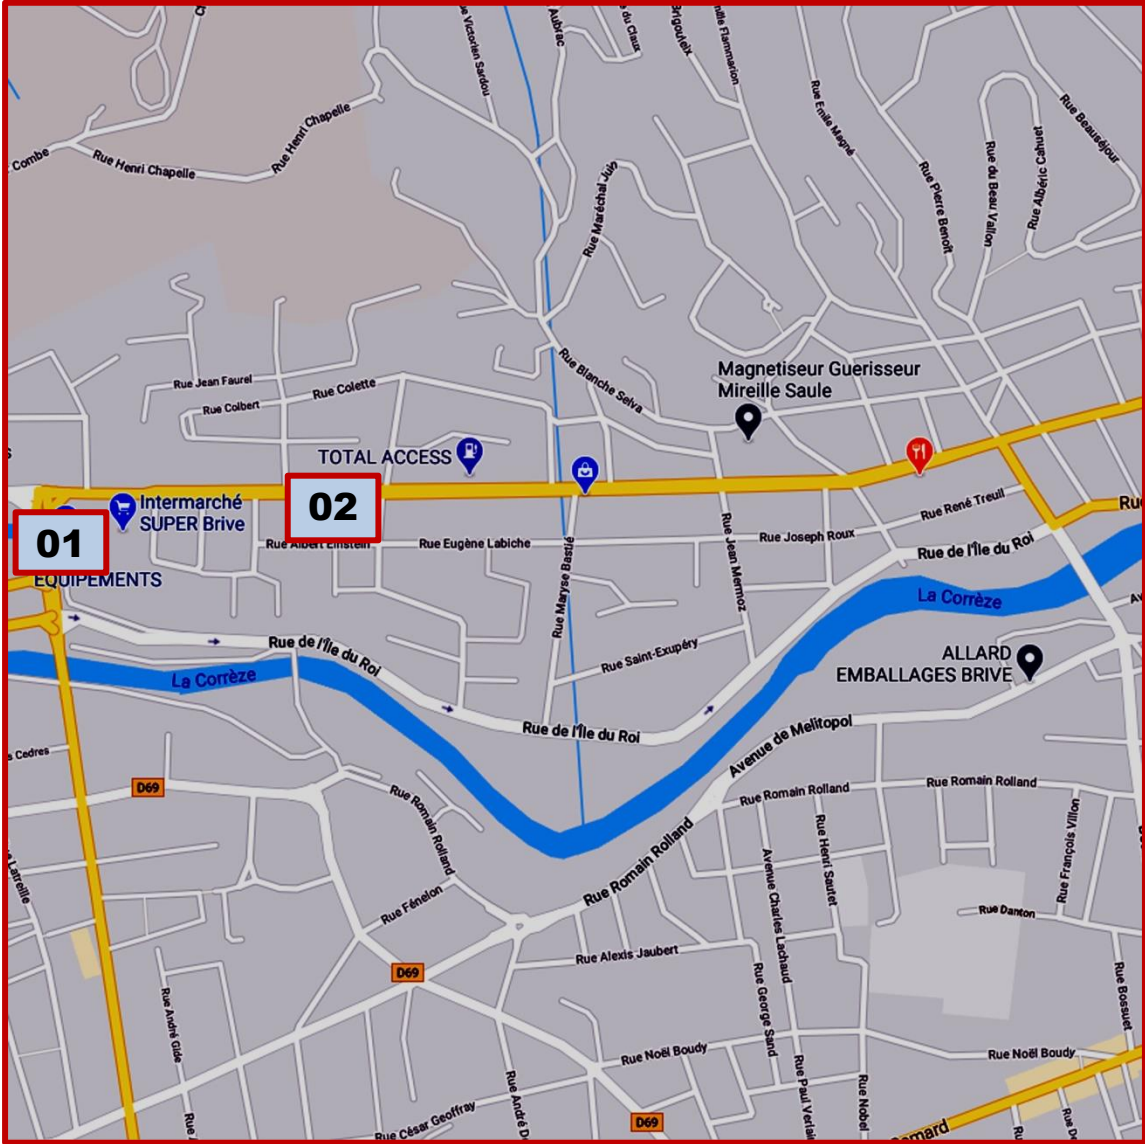 Rue Victorien Sardou
Aubrac
Rue Emile Magné
Rue Beauséjour
Combe
Rue Henri Chapelle
Rue Henri Chapelle
Rue Maréchal Juin
Rue Pierre Benoît
Rue du Beau Vallon
Rue Albéric Cahuet
Rue Jean Faurel
Rue Colette
Rue Colbert
Rue Blanche Selva
Magnetiseur Guerisseur
Mireille Saule
TOTAL ACCESS
Intermarché
SUPER Brive
02
01
EQUIPEMENTS
Rue Albert Einstein
Rue Eugène Labiche
Rue Maryse Bastié
Rue Jean Mermoz
Rue Joseph Roux
Rue René Treuil
Rue de l'Île du Roi
La Corrèze
Rue de l'Île du Roi
La Corrèze
Rue Saint-Exupéry
Rue de l'Île du Roi
ALLARD
EMBALLAGES BRIVE
Avenue de Melitopol
Cedres
D69
Rue Romain Rolland
Rue Romain Rolland
Rue Romain Rolland
Rue Romain Rolland
Rue François Villon
Latreille
Rue Fénelon
Avenue Charles Lachaud
Rue Henri Sautet
Rue Danton
Rue Alexis Jaubert
D69
Rue George Sand
Rue Bossuet
Rue André Gide
Rue Noël Boudy
Rue Noël Boudy
Rue César Geoffray
Rue André D
Rue Paul Verlain
Rue Nobel
D69